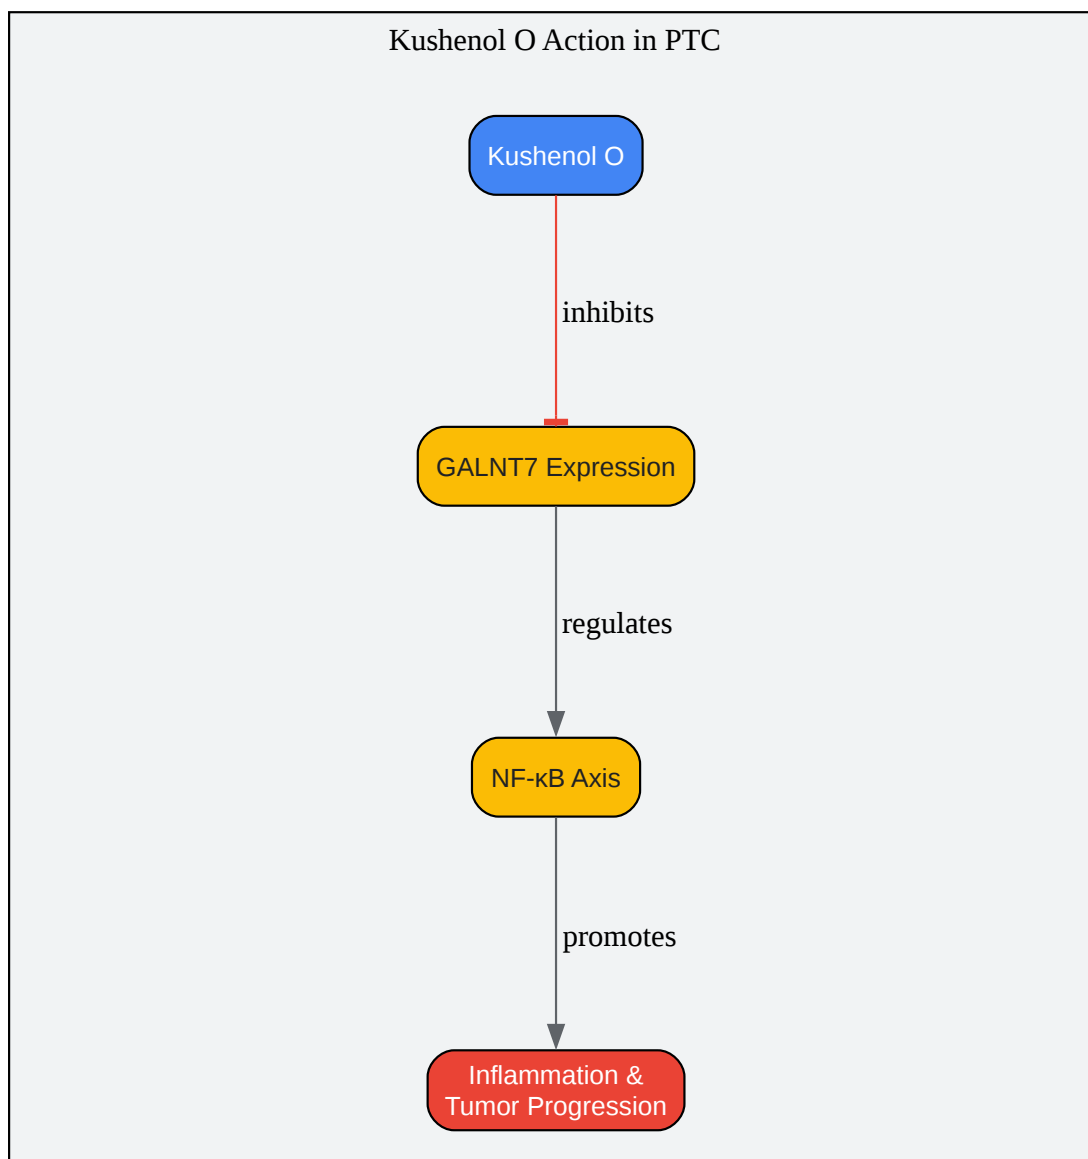 Kushenol O Action in PTC
Kushenol O
inhibits
GALNT7 Expression
regulates
NF-κB Axis
promotes
Inflammation &
Tumor Progression